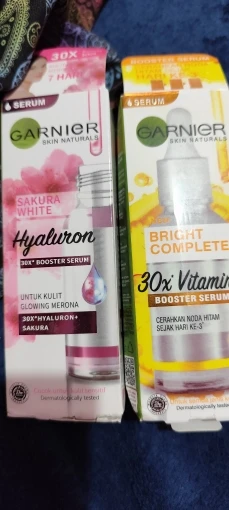 30X
7 HARI
SERUM
GARNIER
SKIN NATURALS
SAKURA
WHITE
Hyaluron
30X* BOOSTER SERUM
UNTUK KULIT
GLOWING MERONA
30X*HYALURON+
SAKURA
Dermatologically tested
BOOSTER SERUM
SERUM
GARNIER
SKIN NATURALS
BRIGHT
COMPLETE
30x* Vitamin
BOOSTER SERUM
CERAHKAN NODA HITAM
SEJAK HARI KE-3*
Dermatologically tested